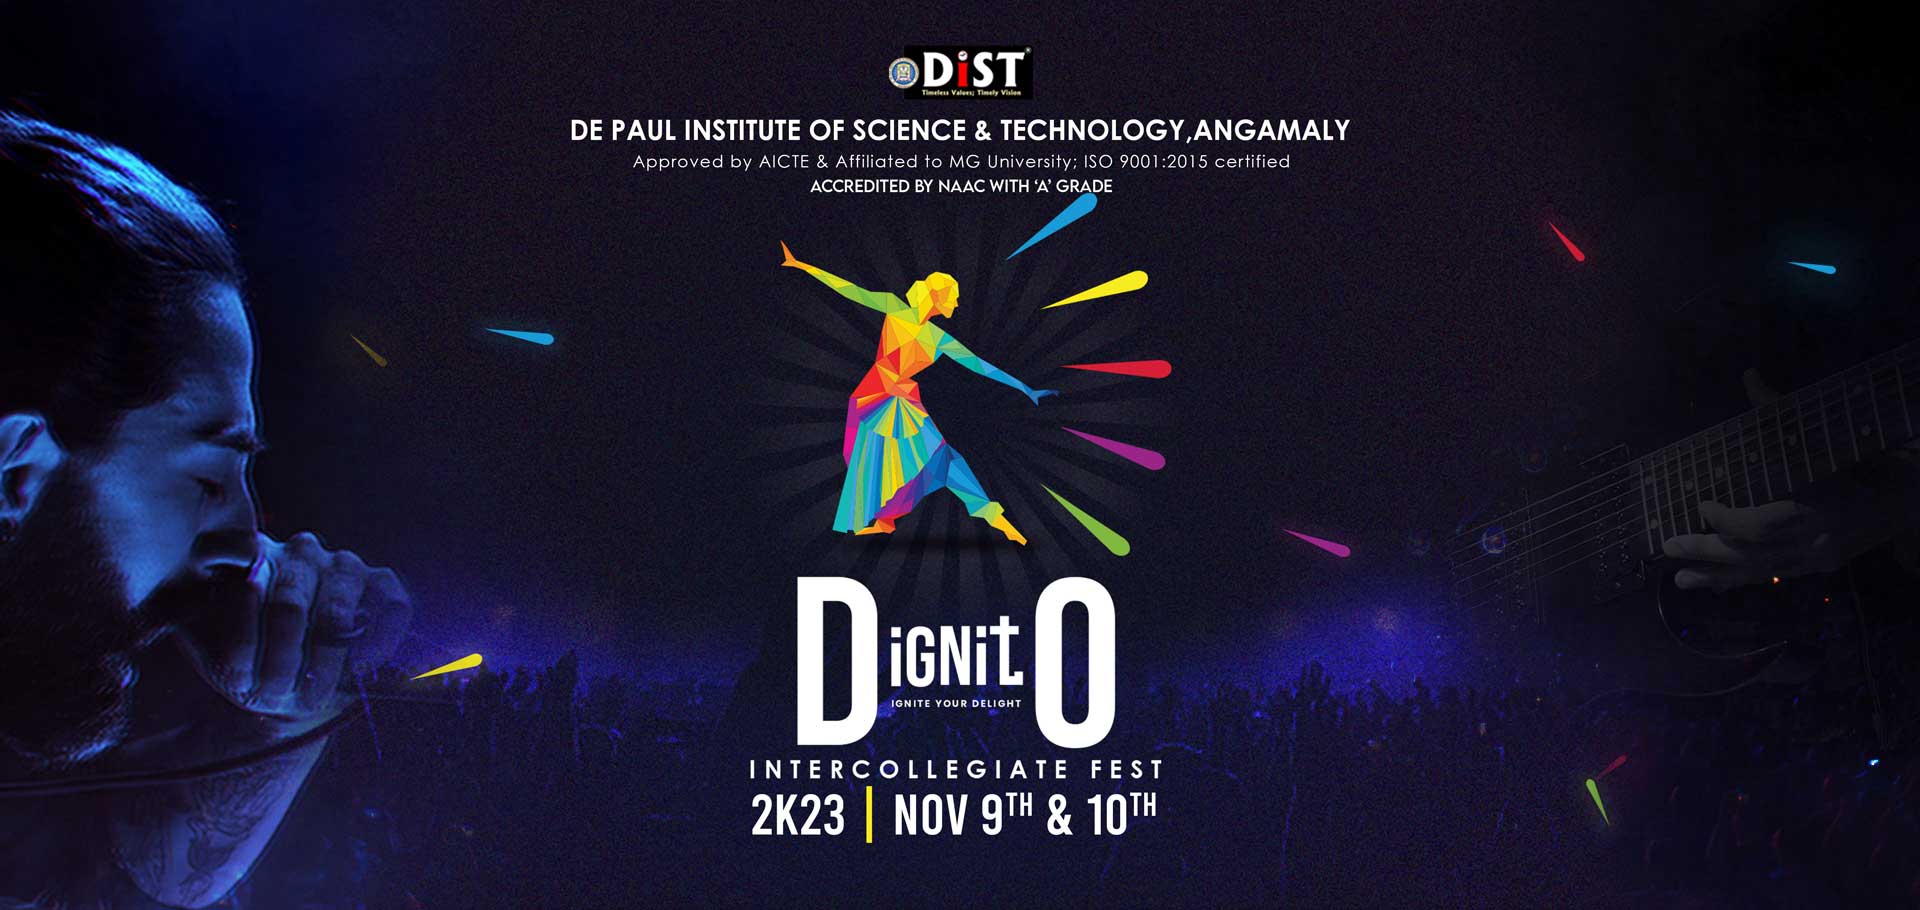 DiST
Timeless Values; Timely Vision
DE PAUL INSTITUTE OF SCIENCE & TECHNOLOGY,ANGAMALY
Approved by AICTE & Affiliated to MG University; ISO 9001:2015 certified
ACCREDITED BY NAAC WITH ‘A’ GRADE
DiGNitO
IGNITE YOUR DELIGHT
INTERCOLLEGIATE FEST
2K23 | NOV 9TH & 10TH